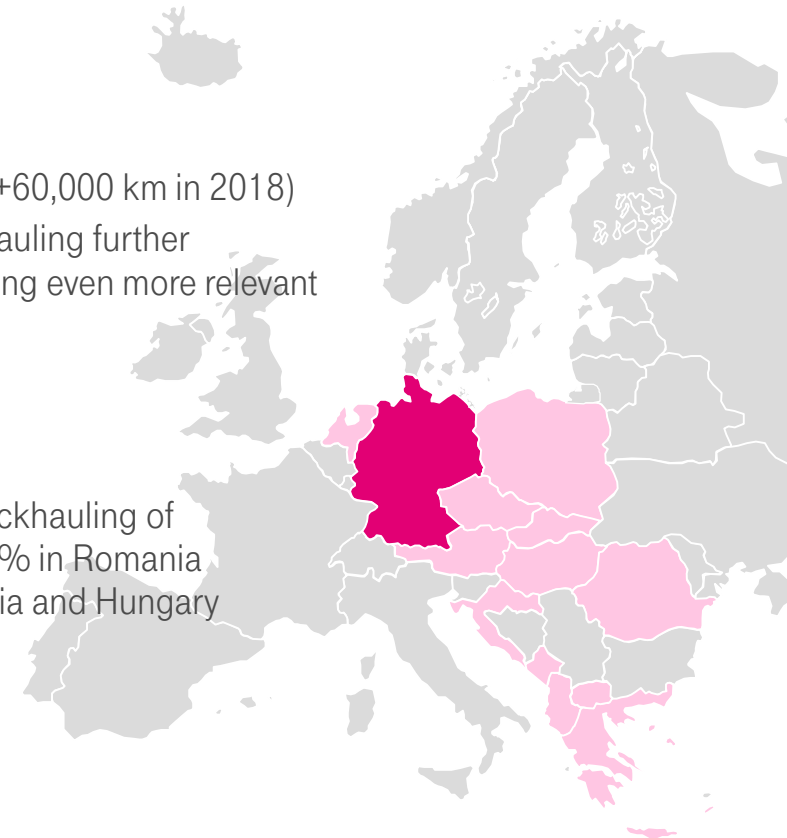 +60,000 km in 2018)
auling further
ng even more relevant
ckhauling of
% in Romania
ia and Hungary